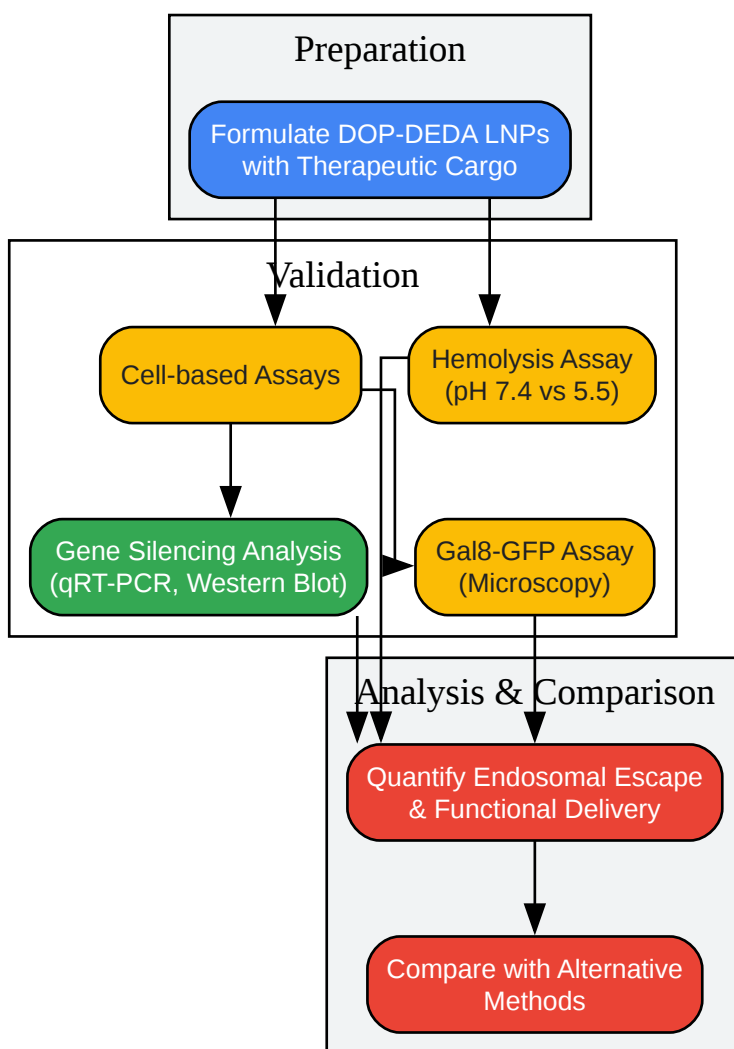 Preparation
Formulate DOP-DEDA LNPs
with Therapeutic Cargo
Validation
Cell-based Assays
Hemolysis Assay
(pH 7.4 vs 5.5)
Gene Silencing Analysis
(qRT-PCR, Western Blot)
Gal8-GFP Assay
(Microscopy)
Analysis & Comparison
Quantify Endosomal Escape
& Functional Delivery
Compare with Alternative
Methods